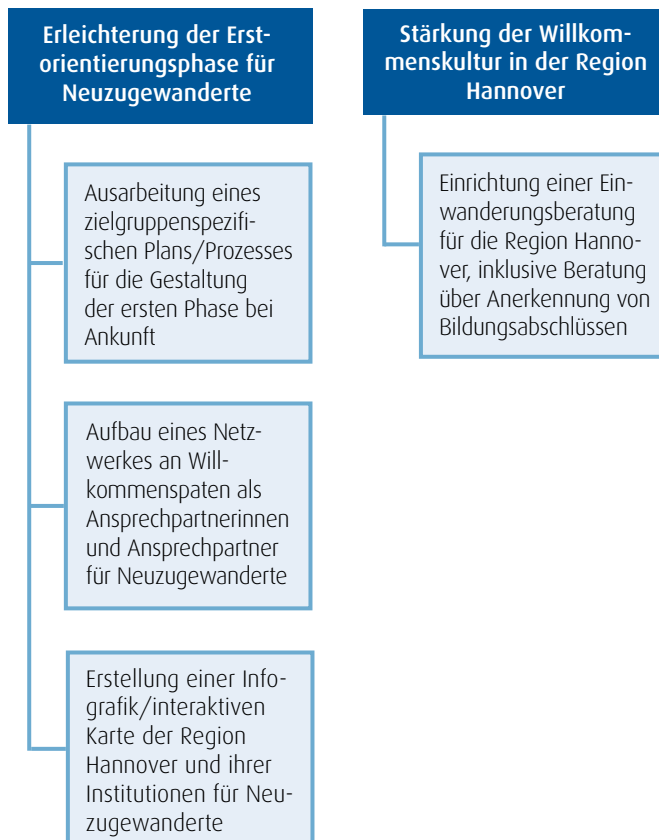 Erleichterung der Erst-
orientierungsphase für
Neuzugewanderte
Ausarbeitung eines
zielgruppenspezifi-
schen Plans/Prozesses
für die Gestaltung
der ersten Phase bei
Ankunft
Aufbau eines Netz-
werkes an Will-
kommenspaten als
Ansprechpartnerinnen
und Ansprechpartner
für Neuzugewanderte
Erstellung einer Info-
grafik/interaktiven
Karte der Region
Hannover und ihrer
Institutionen für Neu-
zugewanderte
Stärkung der Willkom-
menskultur in der Region
Hannover
Einrichtung einer Ein-
wanderungsberatung
für die Region Hanno-
ver, inklusive Beratung
über Anerkennung von
Bildungsabschlüssen